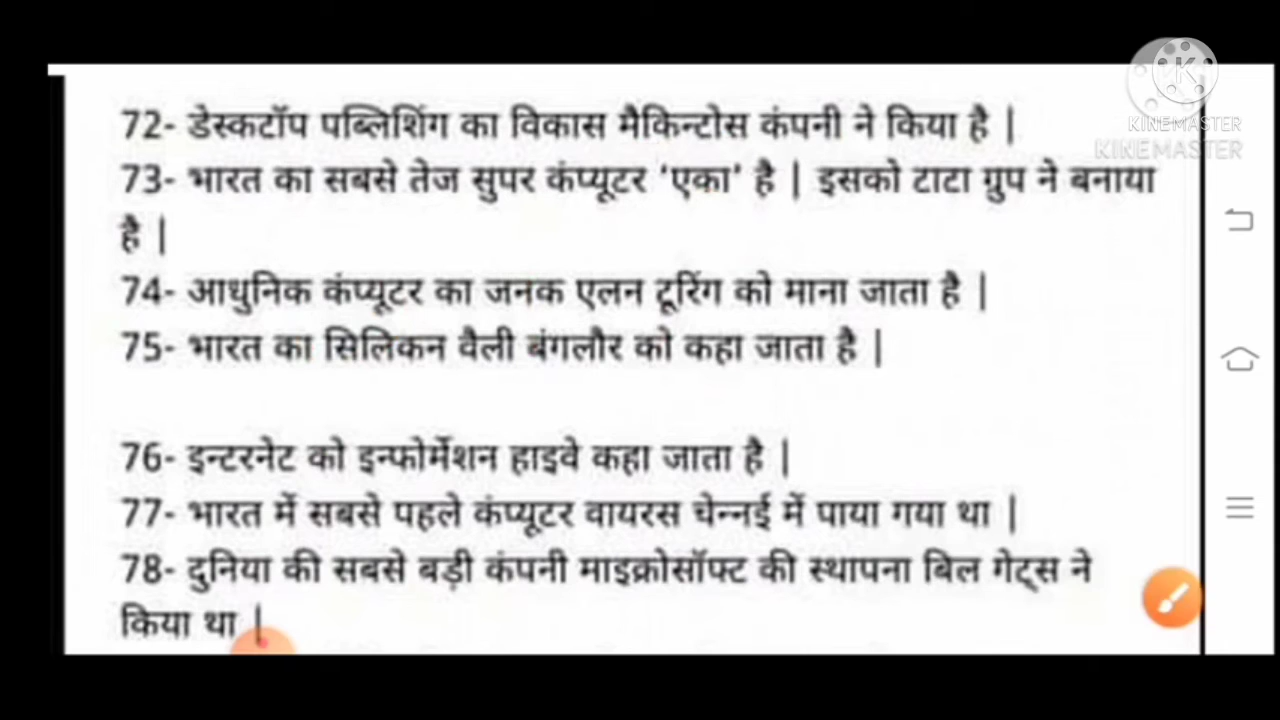 KINEMASTER
KINEMASTER
72- डेस्कटॉप पब्लिशिंग का विकास मैकिन्टोस कंपनी ने किया है |
73- भारत का सबसे तेज सुपर कंप्यूटर ‘एका’ है | इसको टाटा ग्रुप ने बनाया
है |
74- आधुनिक कंप्यूटर का जनक एलन टूरिंग को माना जाता है |
75- भारत का सिलिकन वैली बंगलौर को कहा जाता है |
76- इन्टरनेट को इन्फोर्मेशन हाइवे कहा जाता है |
77- भारत में सबसे पहले कंप्यूटर वायरस चेन्नई में पाया गया था |
78- दुनिया की सबसे बड़ी कंपनी माइक्रोसॉफ्ट की स्थापना बिल गेट्स ने
किया था |